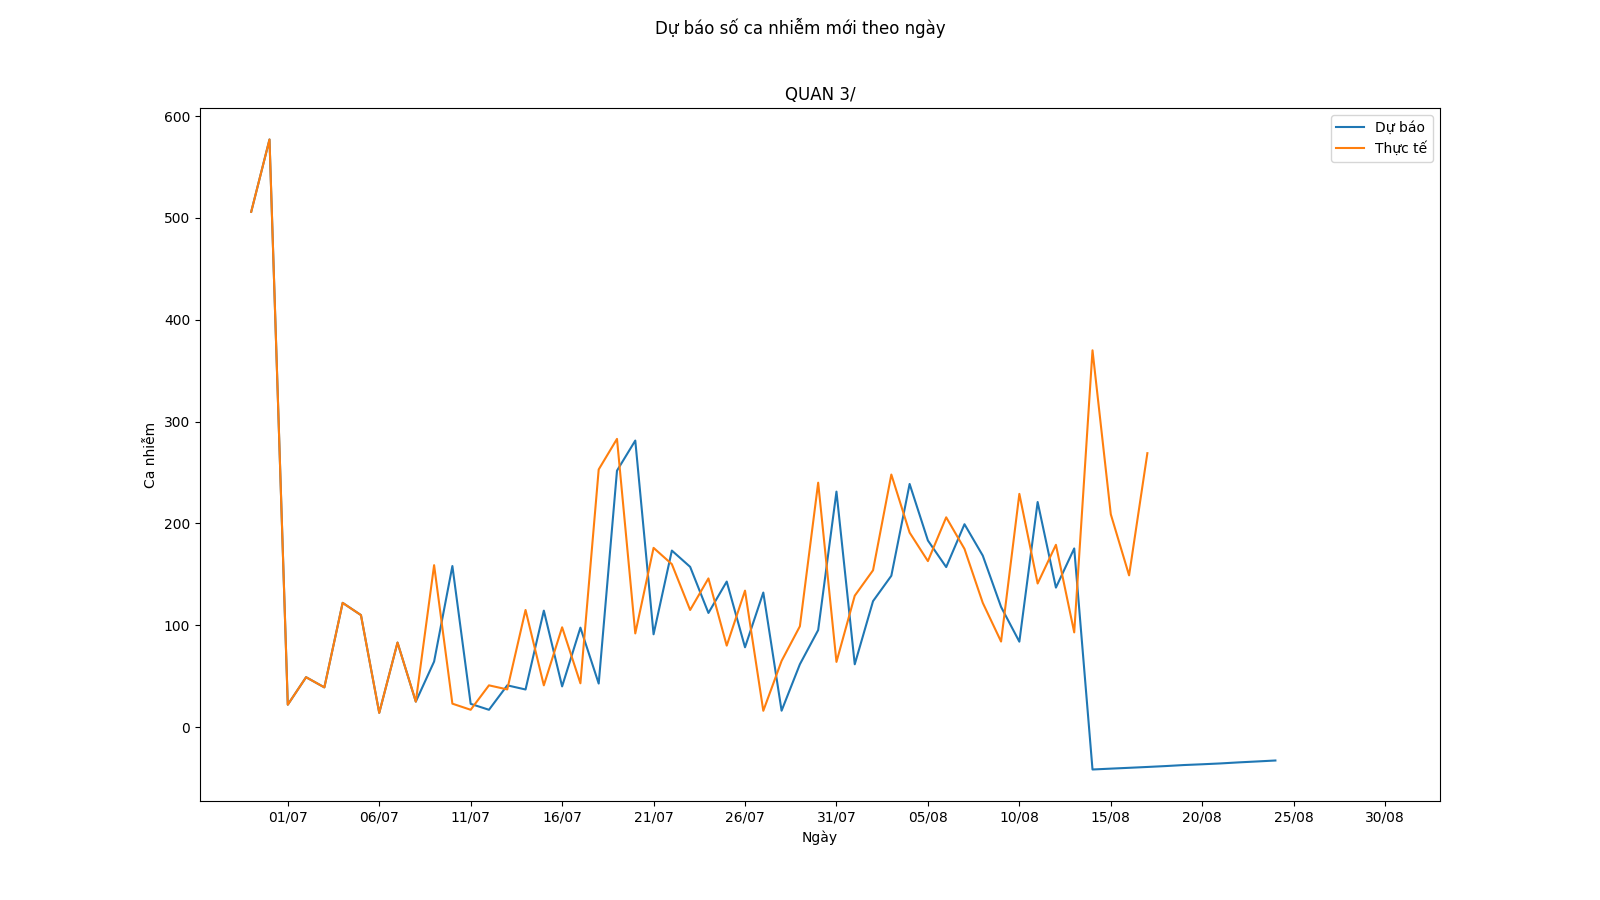 Dự báo số ca nhiễm mới theo ngày
QUAN 3/
Dự báo
Thực tế
600
500
400
300
200
100
0
Ca nhiễm
01/07 06/07 11/07 16/07 21/07 26/07 31/07 05/08 10/08 15/08 20/08 25/08 30/08
Ngày